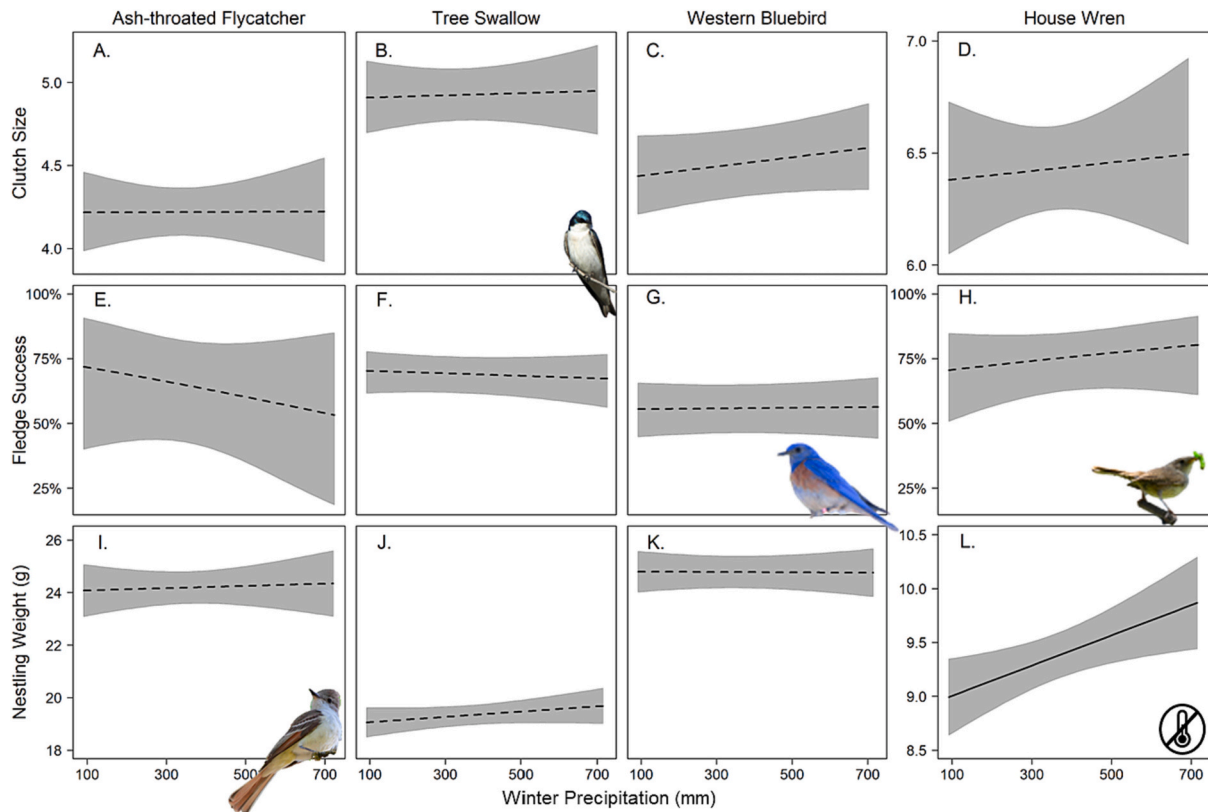 Ash-throated Flycatcher Tree Swallow Western Bluebird House Wren
A. B. C. D.
Clutch Size
5.0
4.5
4.0
7.0
6.5
6.0
E. F. G. H.
Fledge Success
100%
75%
50%
25%
100%
75%
50%
25%
I. J. K. L.
Nestling Weight (g)
26
24
22
20
18
10.5
10.0
9.5
9.0
8.5
100 300 500 700 100 300 500 700 100 300 500 700 100 300 500 700
Winter Precipitation (mm)